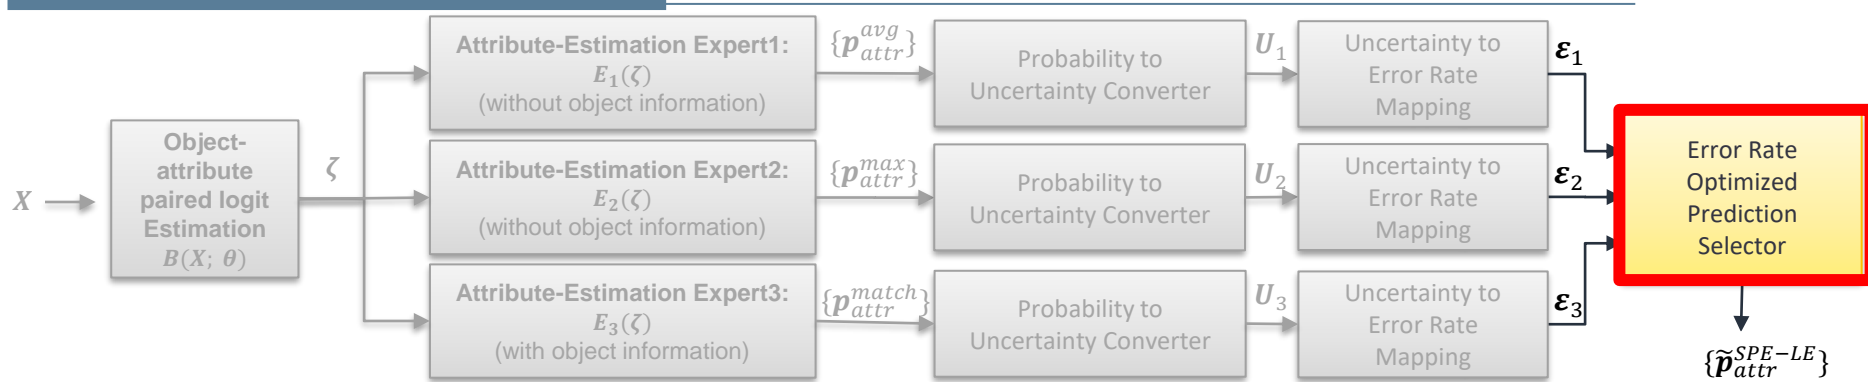 X
Object-
attribute
paired logit
Estimation
B(X; θ)
ζ
Attribute-Estimation Expert1:
E₁(ζ)
(without object information)
{p_attr^avg}
Probability to
Uncertainty Converter
U₁
Uncertainty to
Error Rate
Mapping
ε₁
Attribute-Estimation Expert2:
E₂(ζ)
(without object information)
{p_attr^max}
Probability to
Uncertainty Converter
U₂
Uncertainty to
Error Rate
Mapping
ε₂
Attribute-Estimation Expert3:
E₃(ζ)
(with object information)
{p_attr^match}
Probability to
Uncertainty Converter
U₃
Uncertainty to
Error Rate
Mapping
ε₃
Error Rate
Optimized
Prediction
Selector
{p̃_attr^SPE−LE}